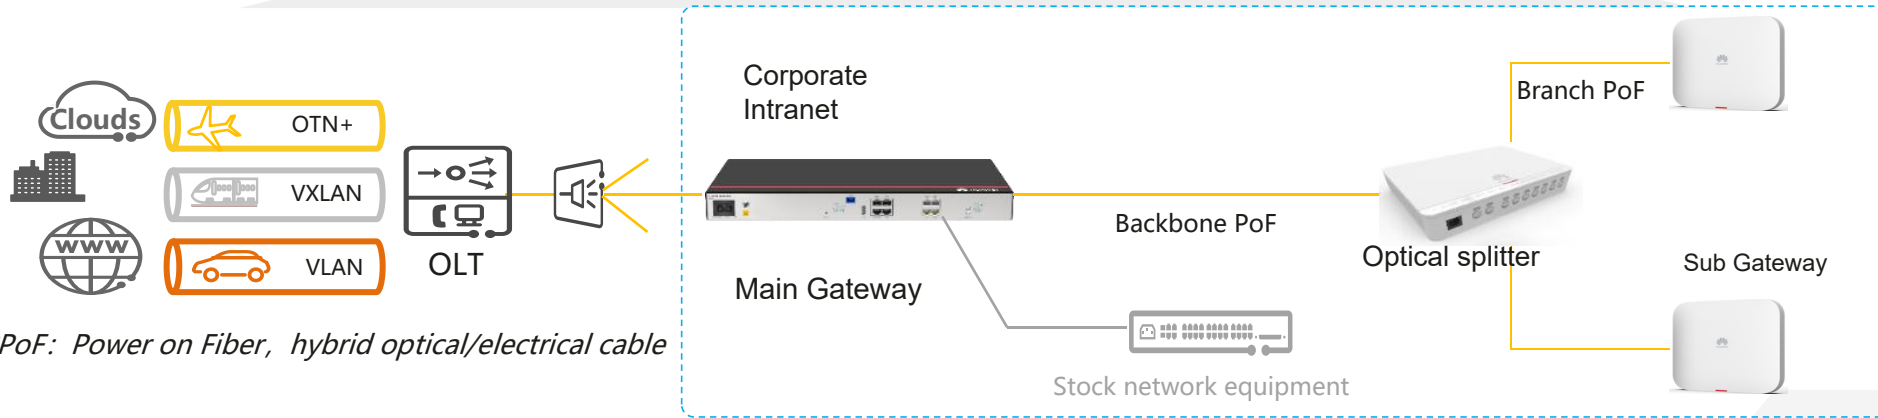 Clouds
OTN+
VXLAN
WWW
VLAN
OLT
PoF: Power on Fiber, hybrid optical/electrical cable
Corporate
Intranet
Main Gateway
Backbone PoF
Stock network equipment
Branch PoF
Optical splitter
Sub Gateway